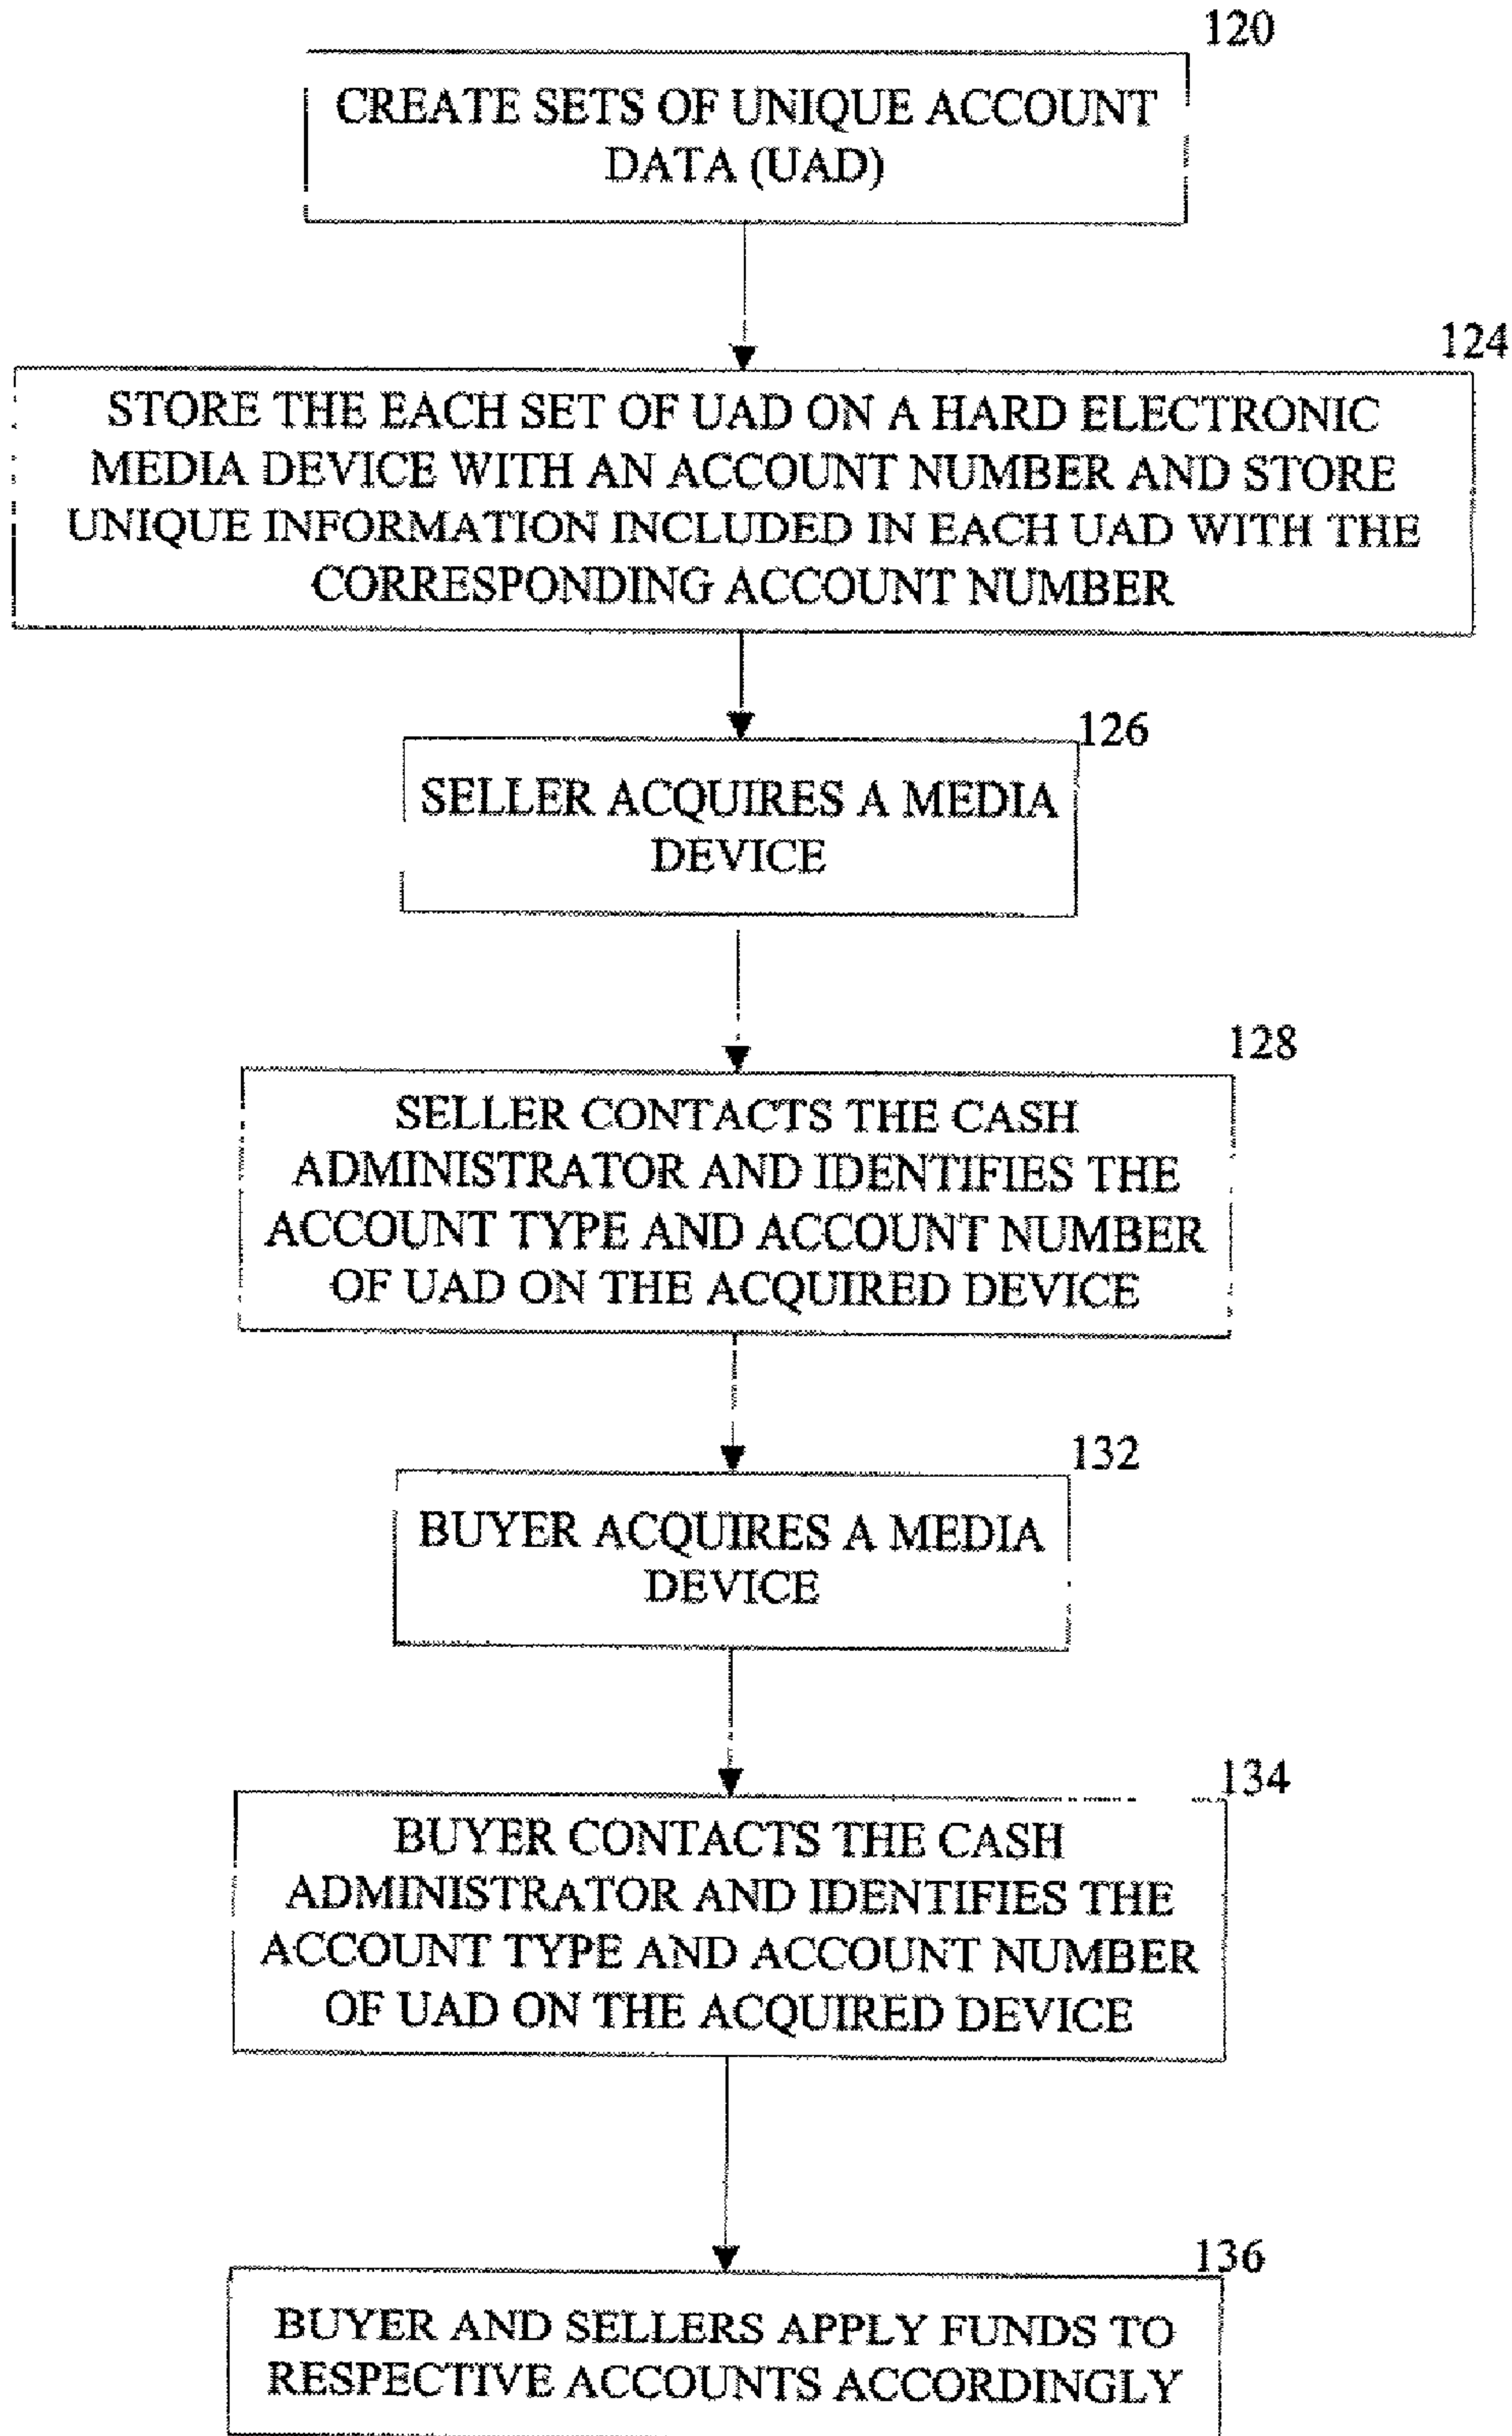 120
CREATE SETS OF UNIQUE ACCOUNT
DATA (UAD)
124
STORE THE EACH SET OF UAD ON A HARD ELECTRONIC
MEDIA DEVICE WITH AN ACCOUNT NUMBER AND STORE
UNIQUE INFORMATION INCLUDED IN EACH UAD WITH THE
CORRESPONDING ACCOUNT NUMBER
126
SELLER ACQUIRES A MEDIA
DEVICE
128
SELLER CONTACTS THE CASH
ADMINISTRATOR AND IDENTIFIES THE
ACCOUNT TYPE AND ACCOUNT NUMBER
OF UAD ON THE ACQUIRED DEVICE
132
BUYER ACQUIRES A MEDIA
DEVICE
134
BUYER CONTACTS THE CASH
ADMINISTRATOR AND IDENTIFIES THE
ACCOUNT TYPE AND ACCOUNT NUMBER
OF UAD ON THE ACQUIRED DEVICE
136
BUYER AND SELLERS APPLY FUNDS TO
RESPECTIVE ACCOUNTS ACCORDINGLY